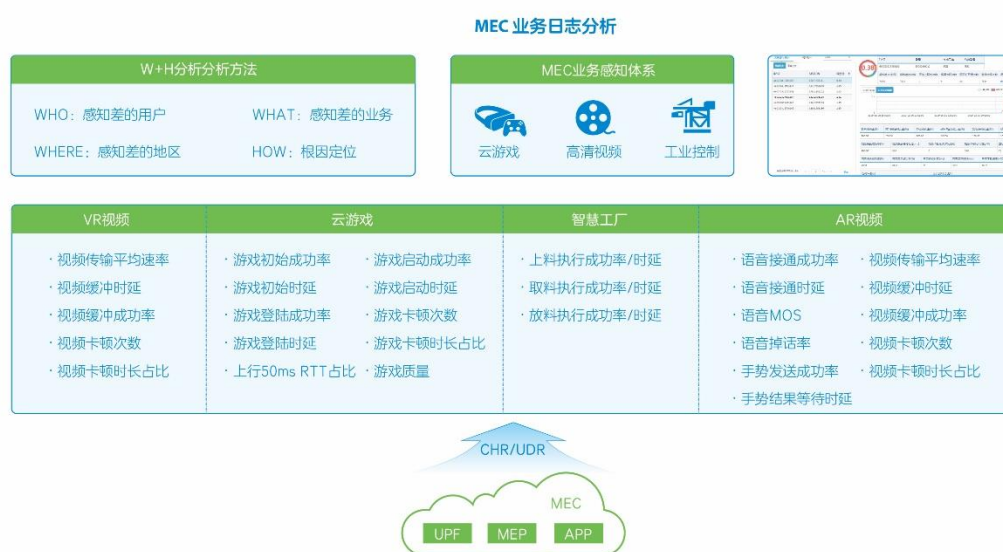 MEC 业务日志分析
W+H分析分析方法
WHO：感知差的用户
WHAT：感知差的业务
WHERE：感知差的地区
HOW：根因定位
MEC业务感知体系
云游戏
高清视频
工业控制
VR视频
· 视频传输平均速率
· 视频缓冲时延
· 视频缓冲成功率
· 视频卡顿次数
· 视频卡顿时长占比
云游戏
· 游戏初始成功率
· 游戏初始时延
· 游戏登陆成功率
· 游戏登陆时延
· 上行50ms RTT占比
· 游戏启动成功率
· 游戏启动时延
· 游戏卡顿次数
· 游戏卡顿时长占比
· 游戏质量
智慧工厂
· 上料执行成功率/时延
· 取料执行成功率/时延
· 放料执行成功率/时延
AR视频
· 语音接通成功率
· 语音接通时延
· 语音MOS
· 语音掉话率
· 手势发送成功率
· 手势结果等待时延
· 视频传输平均速率
· 视频缓冲时延
· 视频缓冲成功率
· 视频卡顿次数
· 视频卡顿时长占比
CHR/UDR
MEC
UPF
MEP
APP